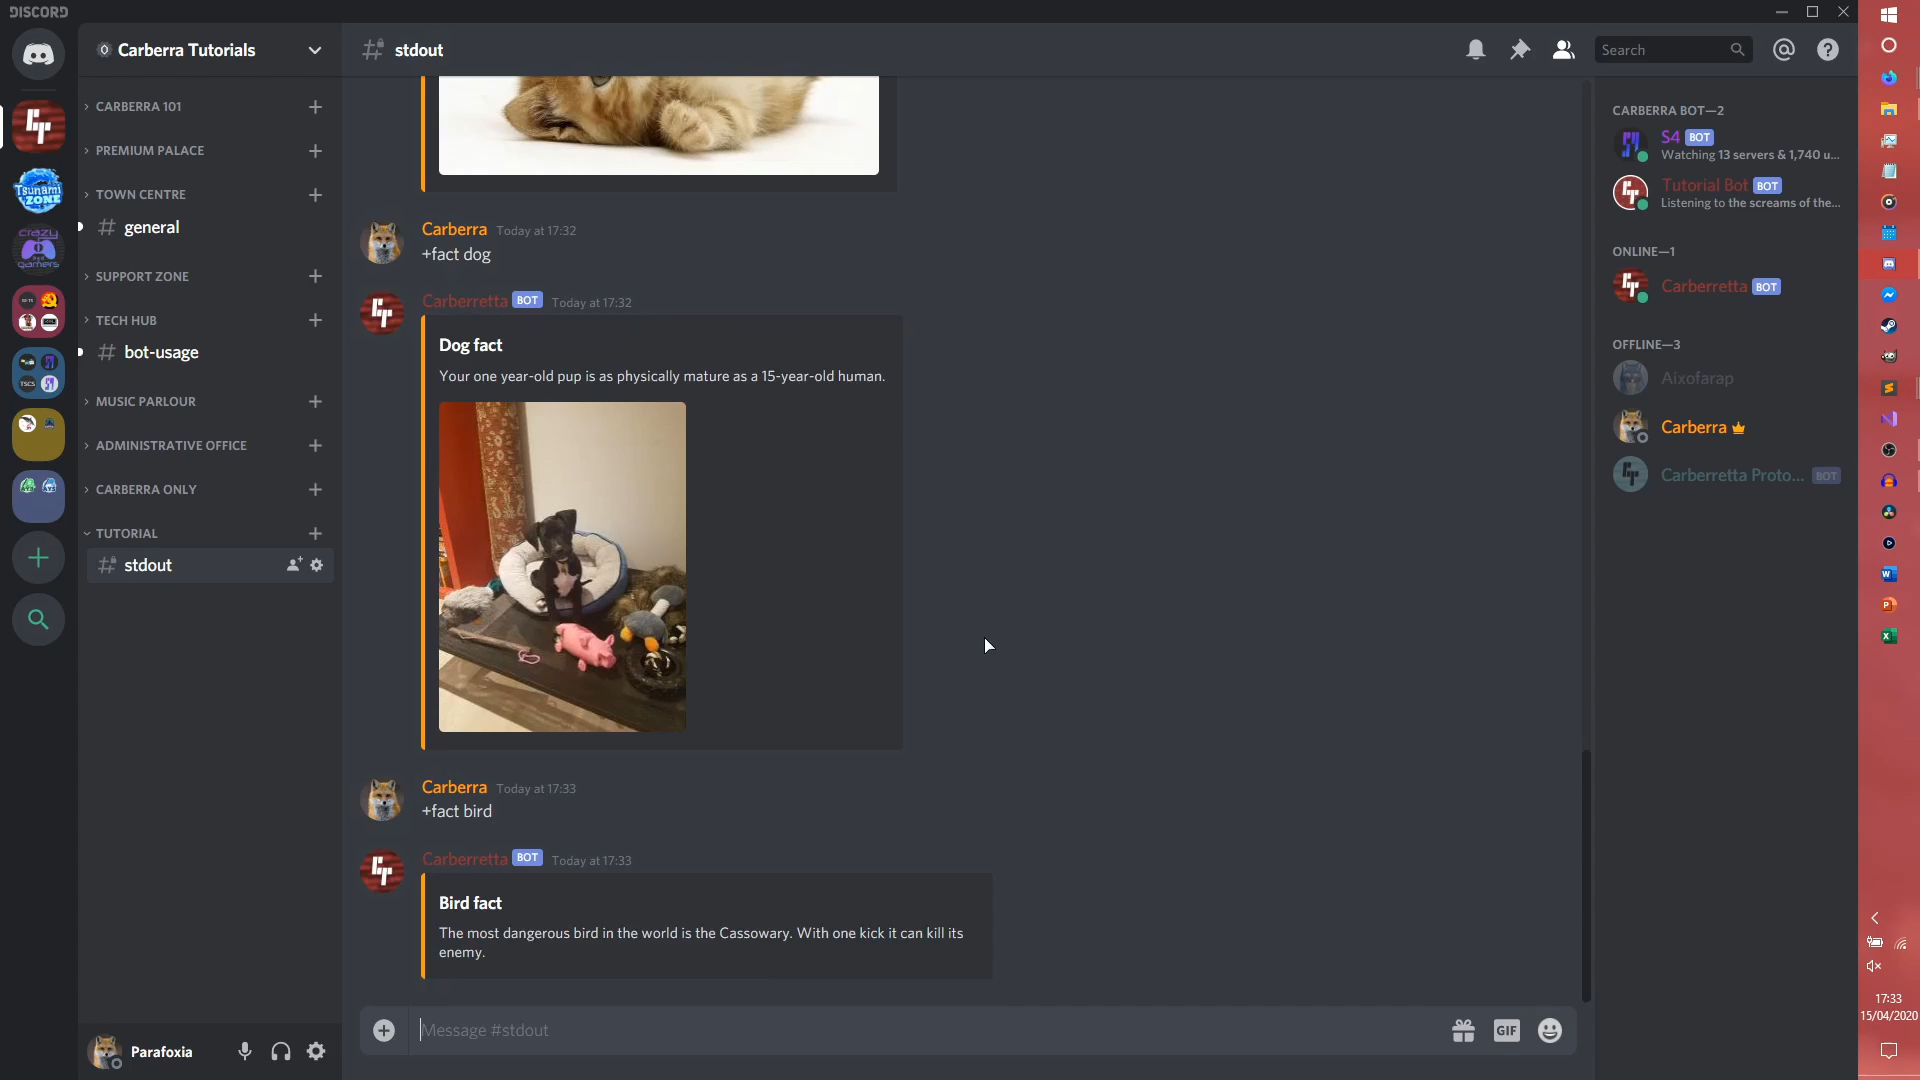 DISCORD
Carberra Tutorials
CARBERRA 101
PREMIUM PALACE
TOWN CENTRE
general
SUPPORT ZONE
TECH HUB
bot-usage
MUSIC PARLOUR
ADMINISTRATIVE OFFICE
CARBERRA ONLY
TUTORIAL
stdout
Parafoxia
Tsunami
ZONE
crazy
gamers
TSCS
stdout
Search
Carberra Today at 17:32
+fact dog
Carberretta BOT Today at 17:32
Dog fact
Your one year-old pup is as physically mature as a 15-year-old human.
Carberra Today at 17:33
+fact bird
Carberretta BOT Today at 17:33
Bird fact
The most dangerous bird in the world is the Cassowary. With one kick it can kill its
enemy.
Message #stdout
GIF
CARBERRA BOT—2
S4 BOT
Watching 13 servers & 1,740 u...
Tutorial Bot BOT
Listening to the screams of the...
ONLINE—1
Carberretta BOT
OFFLINE—3
Aixofarap
Carberra
Carberretta Proto... BOT
17:33
15/04/2020